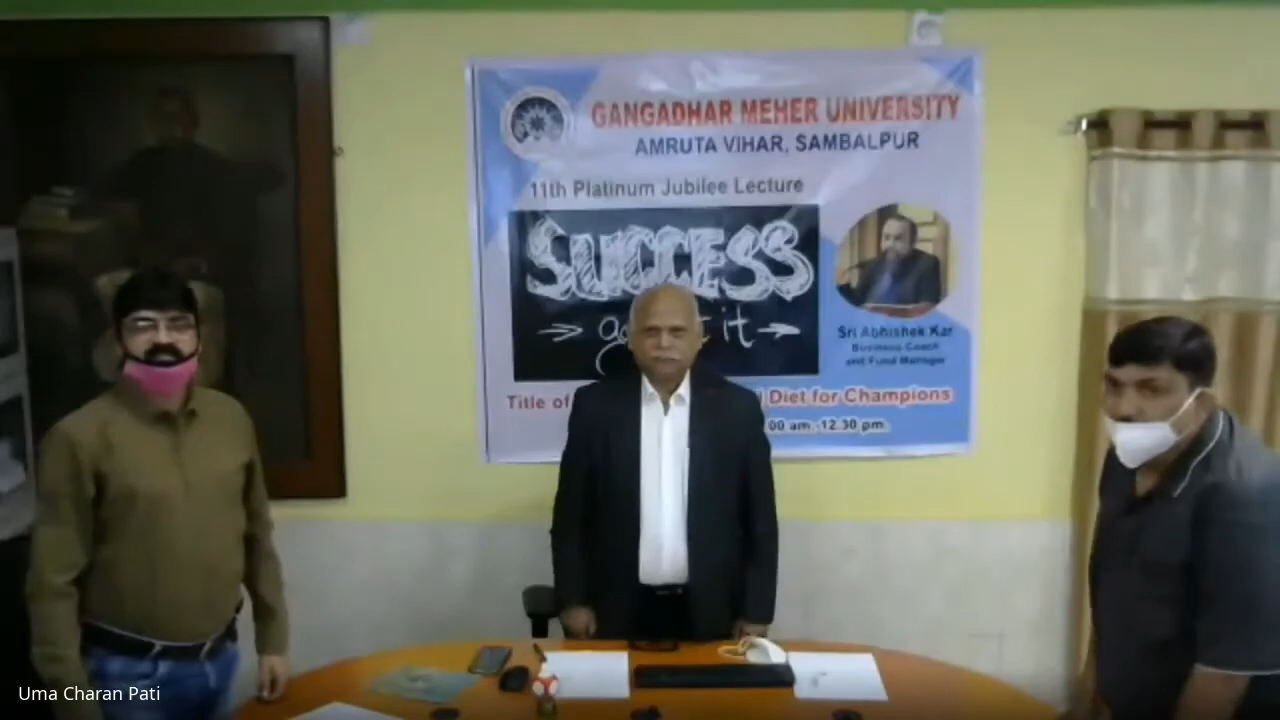 GANGADHAR MEHER UNIVERSITY
AMRUTA VIHAR, SAMBALPUR
11th Platinum Jubilee Lecture
SUCCESS
it
Sri Abhishek Kar
Business Coach
and Fund Manager
Title of
Diet for Champions
00 am -12.30 pm
Uma Charan Pati